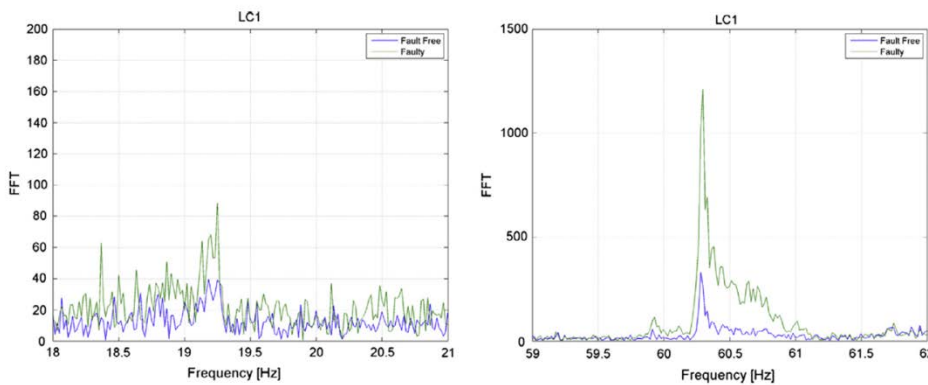 LC1
200
180
160
140
120
100
80
60
40
20
0
FFT
18 18.5 19 19.5 20 20.5 21
Frequency [Hz]
Fault Free
Faulty
LC1
1500
1000
500
0
FFT
59 59.5 60 60.5 61 61.5 62
Frequency [Hz]
Fault Free
Faulty